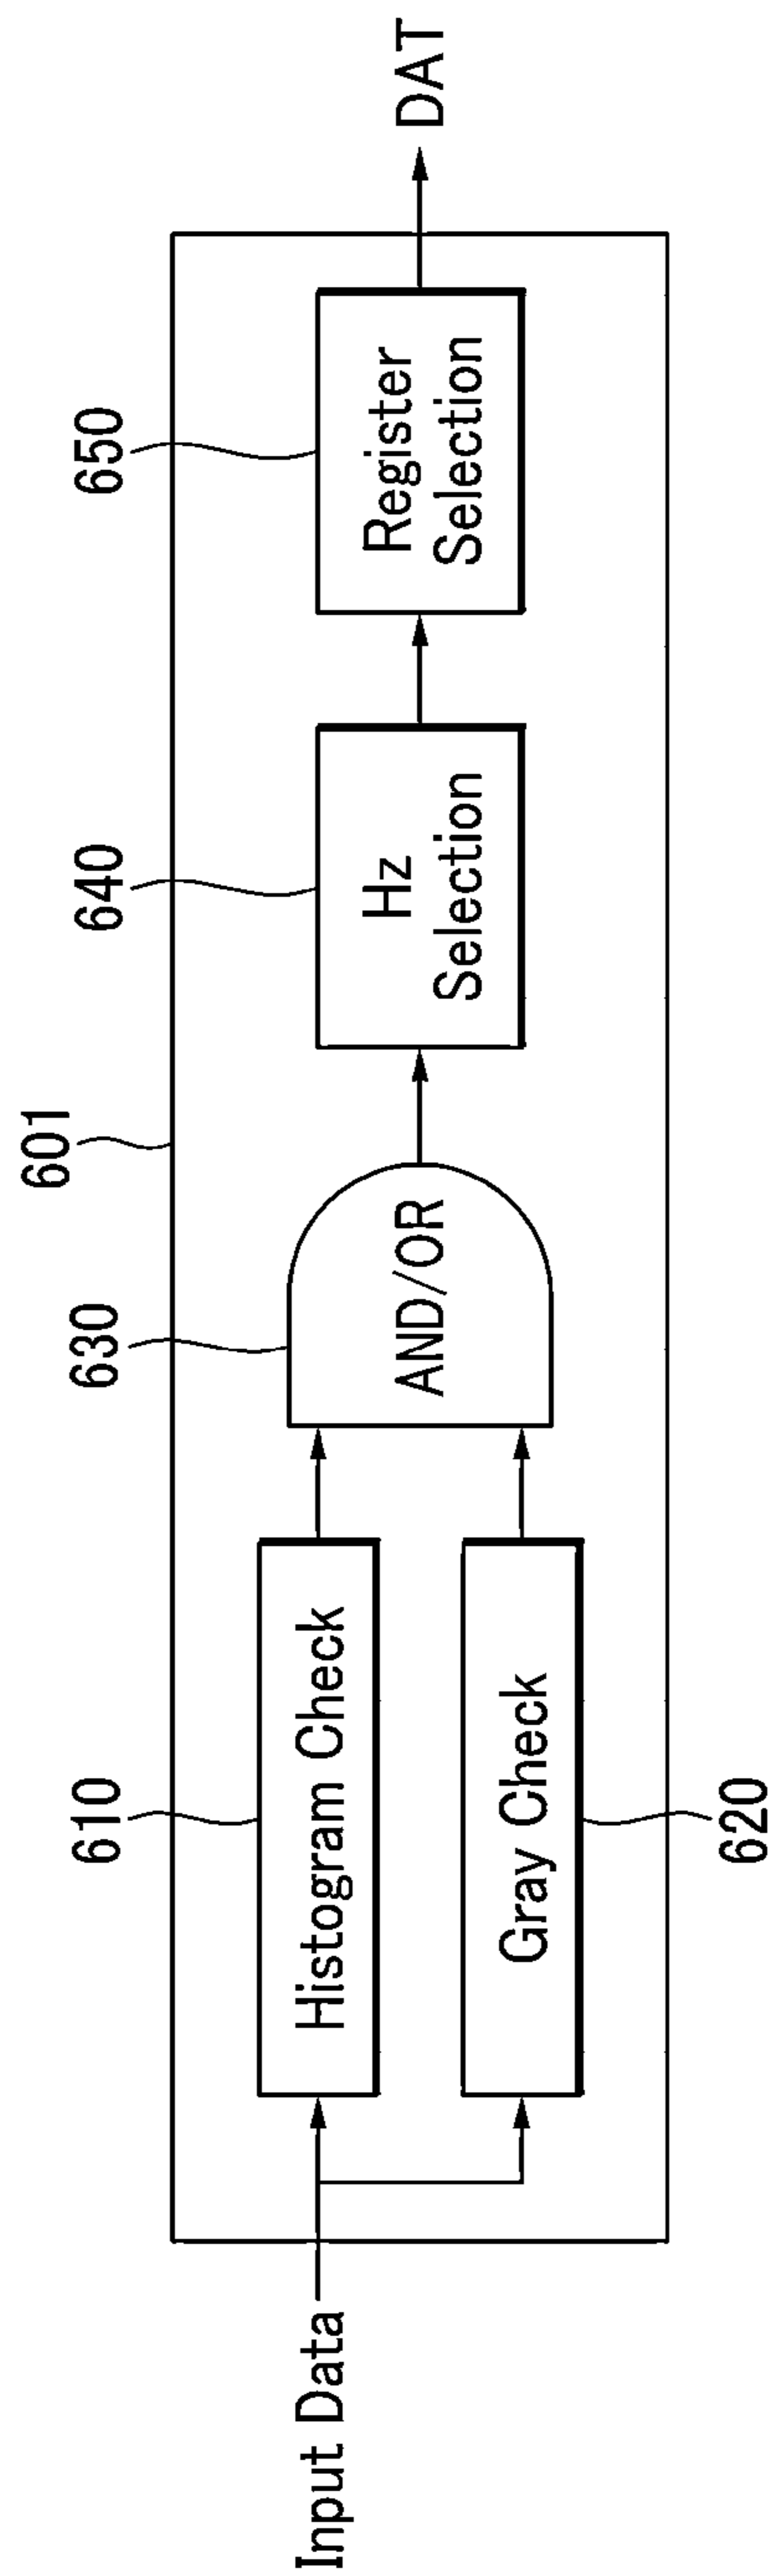 601
610
630
640
650
Input Data
Histogram Check
Gray Check
AND/OR
Hz
Selection
Register
Selection
DAT
620